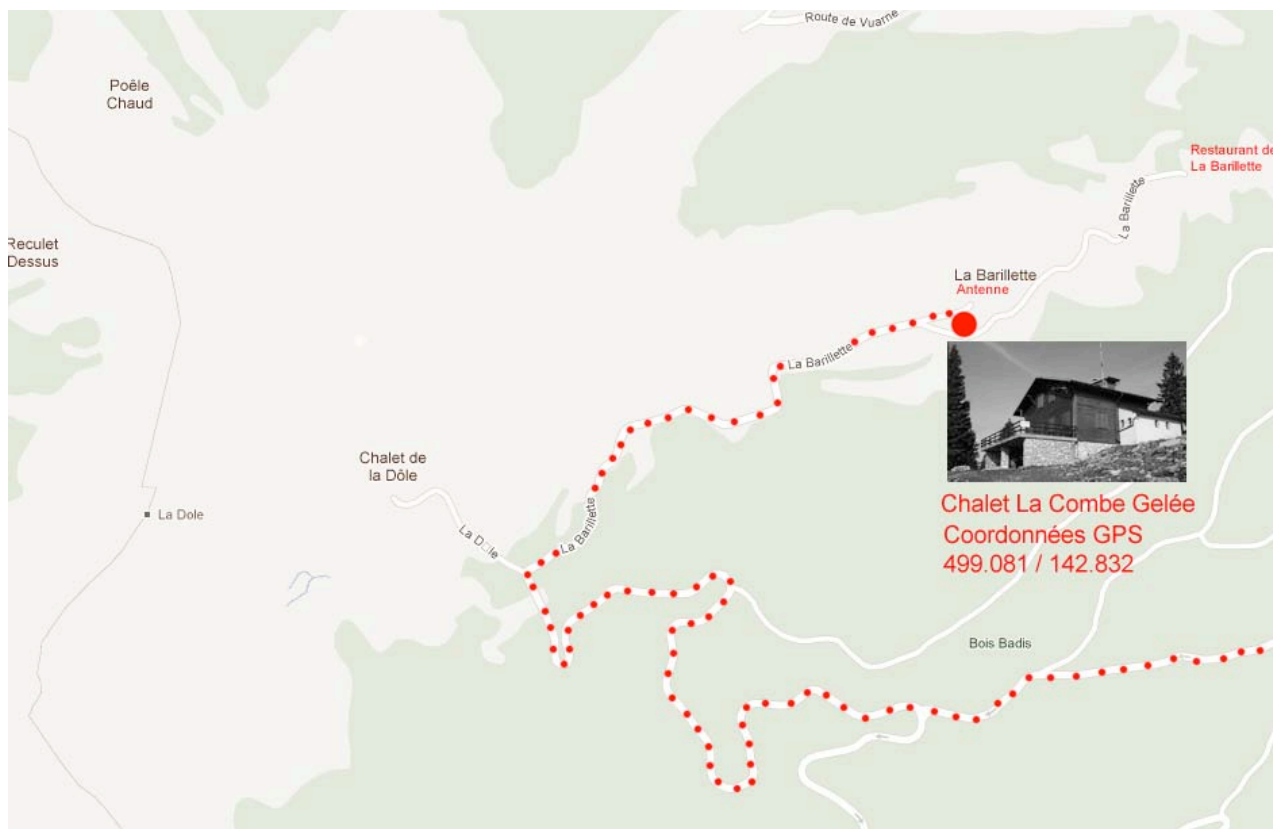 Route de Vuarne
Poêle
Chaud
Restaurant de
La Barillette
La Barillette
Reculet
Dessus
La Barillette
Antenne
La Barillette
Chalet de
la Dôle
La Barillette
La Dole
Chalet La Combe Gelée
Coordonnées GPS
499.081 / 142.832
Bois Badis